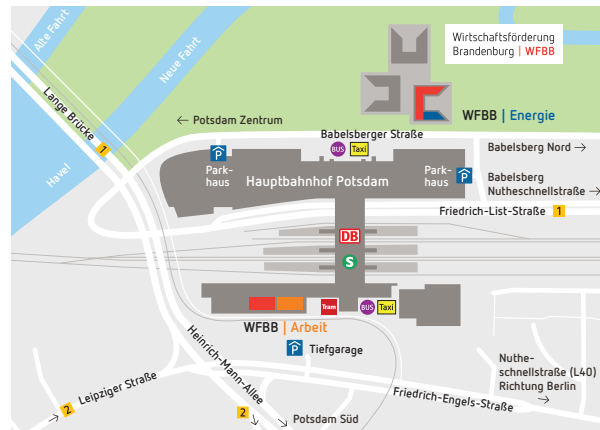 Wirtschaftsförderung
Brandenburg | WFBB
Alte Fahrt
Neue Fahrt
Lange Brücke
1
Havel
WFBB | Energie
← Potsdam Zentrum
Babelsberger Straße
BUS
Taxi
Babelsberg Nord →
P
Park-
haus
Hauptbahnhof Potsdam
Park-
haus
P
Babelsberg
Nutheschnellstraße →
Friedrich-List-Straße 1
DB
S
Tram
BUS
Taxi
WFBB | Arbeit
P
Tiefgarage
Heinrich-Mann-Allee
2
Leipziger Straße
2
Potsdam Süd
Friedrich-Engels-Straße
Nuthe-
schnellstraße (L40)
Richtung Berlin
→